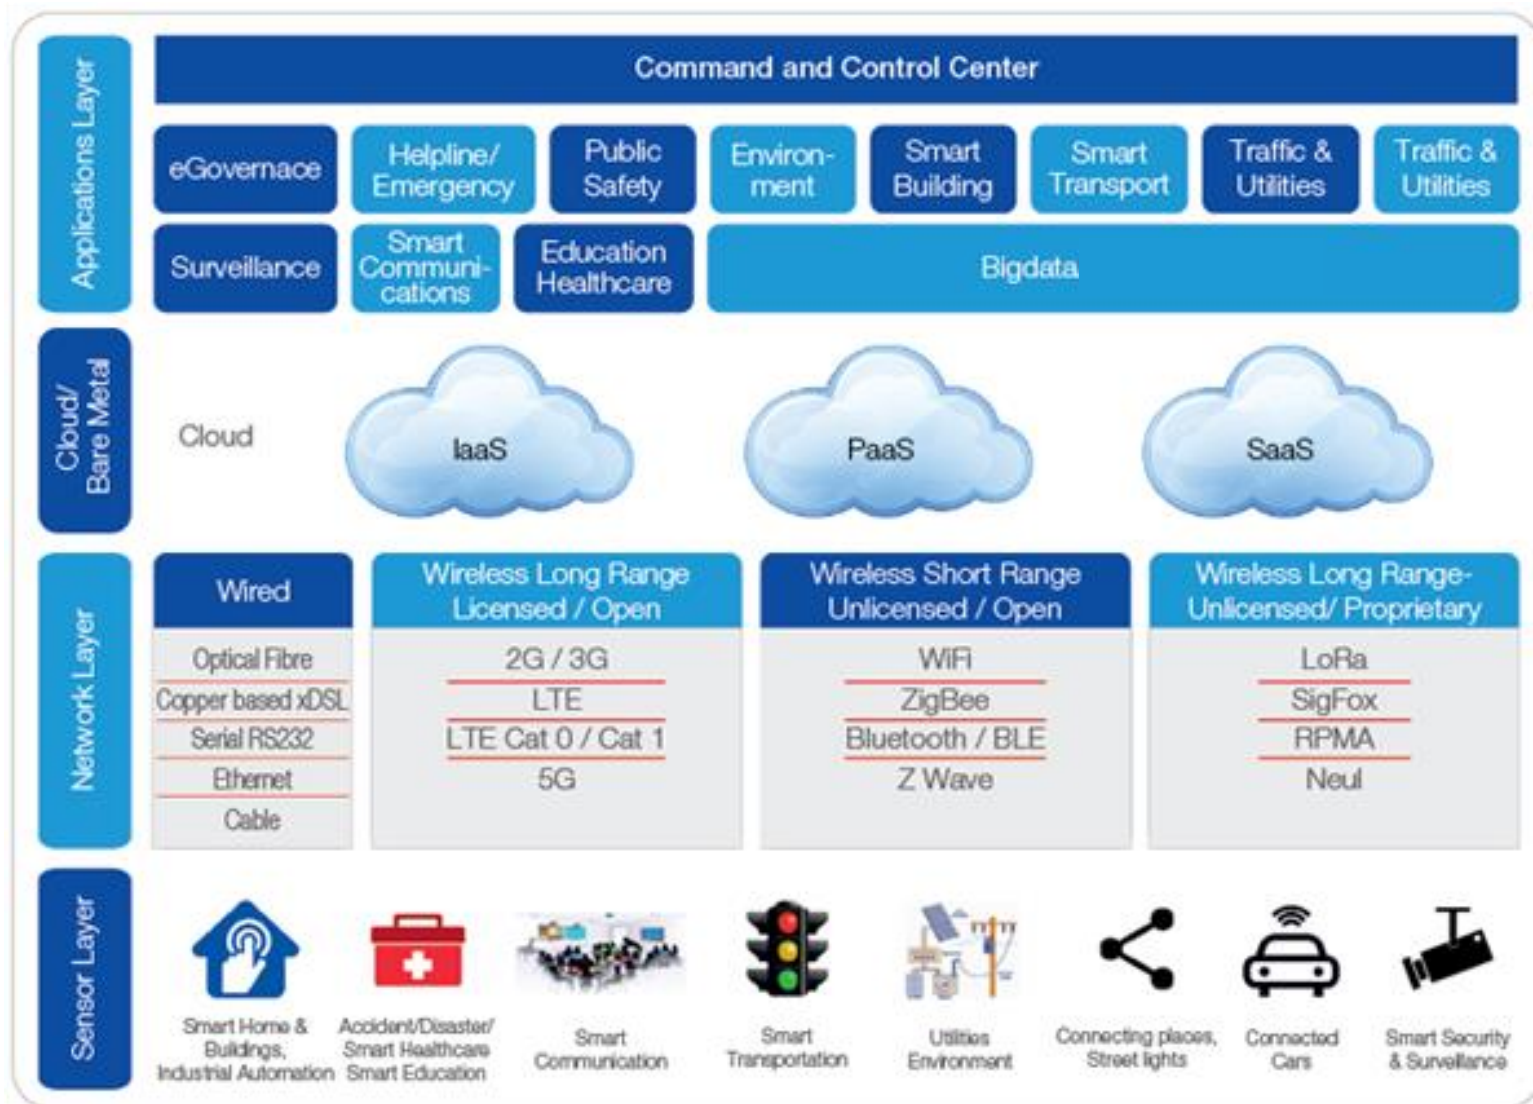 Applications Layer
Command and Control Center
eGovernace
Helpline/
Emergency
Public
Safety
Environ-
ment
Smart
Building
Smart
Transport
Traffic &
Utilities
Traffic &
Utilities
Surveillance
Smart
Communi-
cations
Education
Healthcare
Bigdata
Cloud/
Bare Metal
Cloud
IaaS
PaaS
SaaS
Network Layer
Wired
Optical Fibre
Copper based xDSL
Serial RS232
Ethernet
Cable
Wireless Long Range
Licensed / Open
2G / 3G
LTE
LTE Cat 0 / Cat 1
5G
Wireless Short Range
Unlicensed / Open
WiFi
ZigBee
Bluetooth / BLE
Z Wave
Wireless Long Range-
Unlicensed/ Proprietary
LoRa
SigFox
RPMA
Neul
Sensor Layer
Smart Home &
Buildings,
Industrial Automation
Accident/Disaster/
Smart Healthcare
Smart Education
Smart
Communication
Smart
Transportation
Utilities
Environment
Connecting places,
Street lights
Connected
Cars
Smart Security
& Surveillance